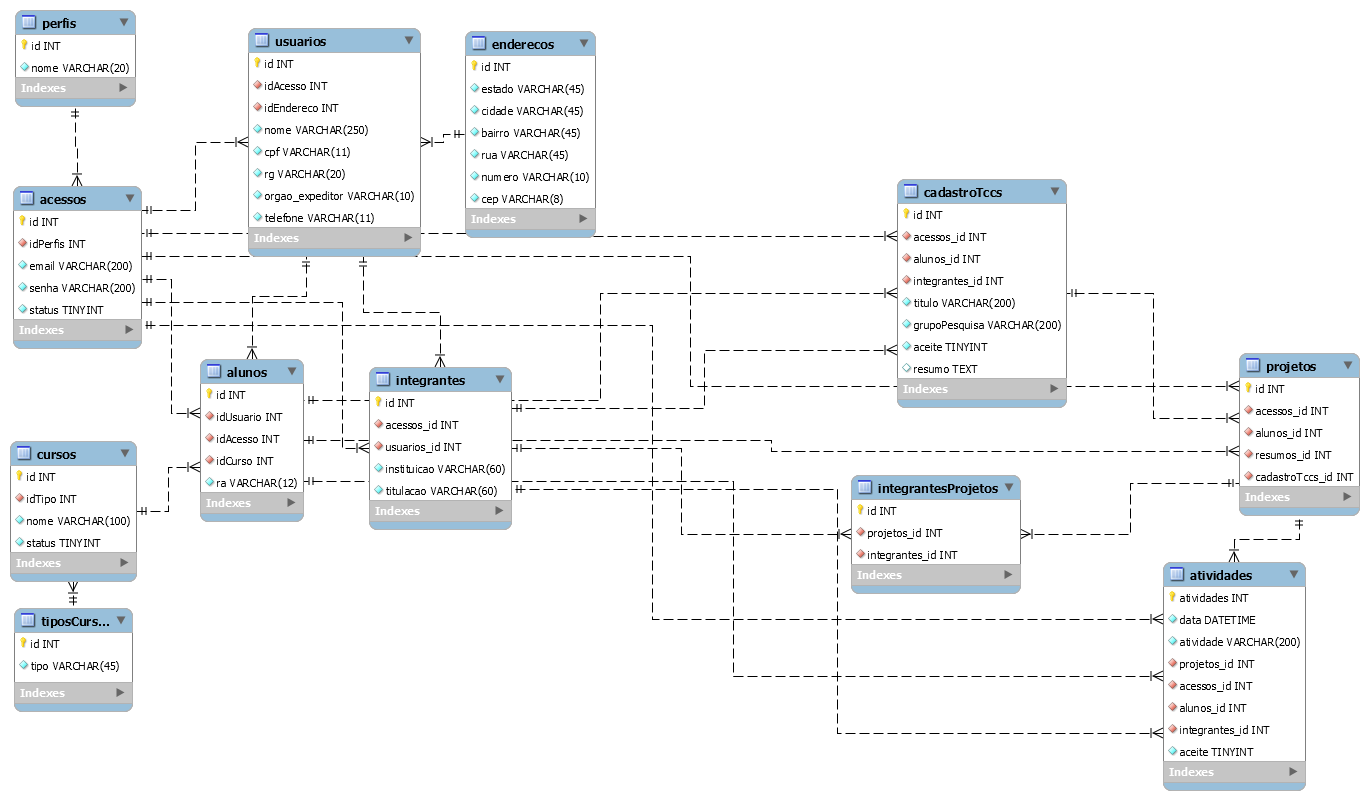 perfis
id INT
nome VARCHAR(20)
Indexes
usuarios
id INT
idAcesso INT
idEndereco INT
nome VARCHAR(250)
cpf VARCHAR(11)
rg VARCHAR(20)
orgao_expeditor VARCHAR(10)
telefone VARCHAR(11)
Indexes
enderecos
id INT
estado VARCHAR(45)
cidade VARCHAR(45)
bairro VARCHAR(45)
rua VARCHAR(45)
numero VARCHAR(10)
cep VARCHAR(8)
Indexes
acessos
id INT
idPerfis INT
email VARCHAR(200)
senha VARCHAR(200)
status TINYINT
Indexes
cadastroTccs
id INT
acessos_id INT
alunos_id INT
integrantes_id INT
titulo VARCHAR(200)
grupoPesquisa VARCHAR(200)
aceite TINYINT
resumo TEXT
Indexes
alunos
id INT
idUsuario INT
idAcesso INT
idCurso INT
ra VARCHAR(12)
Indexes
integrantes
id INT
acessos_id INT
usuarios_id INT
instituicao VARCHAR(60)
titulacao VARCHAR(60)
Indexes
projetos
id INT
acessos_id INT
alunos_id INT
resumos_id INT
cadastroTccs_id INT
Indexes
cursos
id INT
idTipo INT
nome VARCHAR(100)
status TINYINT
Indexes
integrantesProjetos
id INT
projetos_id INT
integrantes_id INT
Indexes
tiposCurs...
id INT
tipo VARCHAR(45)
Indexes
atividades
atividades INT
data DATETIME
atividade VARCHAR(200)
projetos_id INT
acessos_id INT
alunos_id INT
integrantes_id INT
aceite TINYINT
Indexes